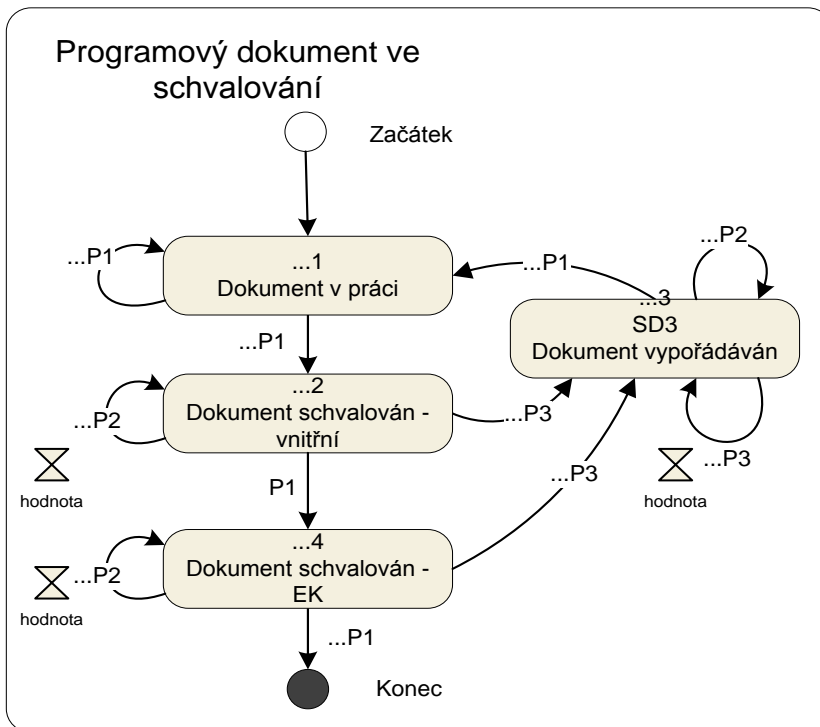 Programový dokument ve
schvalování
Začátek
...P1
...1
Dokument v práci
...P1
...P2
...3
SD3
Dokument vypořádáván
...P1
...P2
...2
Dokument schvalován -
vnitřní
...P3
...P3
hodnota
hodnota
P1
...P3
...P2
...4
Dokument schvalován -
EK
hodnota
...P1
Konec